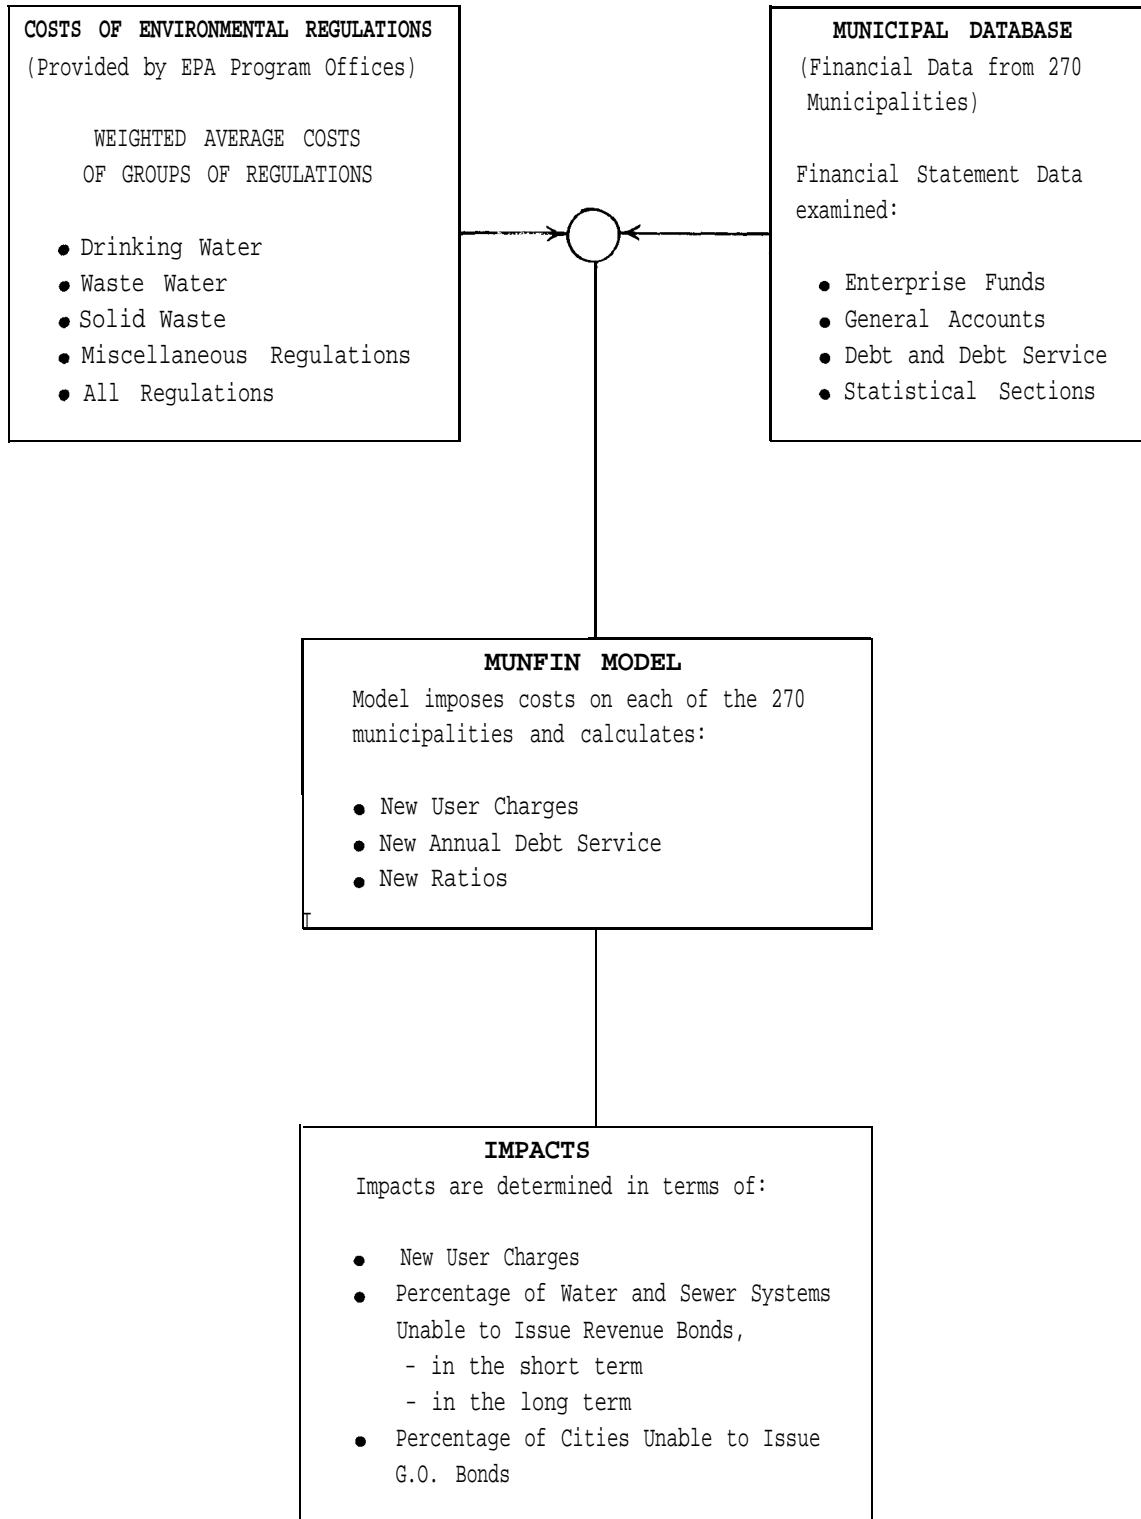 COSTS OF ENVIRONMENTAL REGULATIONS
(Provided by EPA Program Offices)
WEIGHTED AVERAGE COSTS
OF GROUPS OF REGULATIONS
● Drinking Water
● Waste Water
● Solid Waste
● Miscellaneous Regulations
● All Regulations
MUNICIPAL DATABASE
(Financial Data from 270
Municipalities)
Financial Statement Data
examined:
● Enterprise Funds
● General Accounts
● Debt and Debt Service
● Statistical Sections
MUNFIN MODEL
Model imposes costs on each of the 270
municipalities and calculates:
● New User Charges
● New Annual Debt Service
● New Ratios
IMPACTS
Impacts are determined in terms of:
● New User Charges
● Percentage of Water and Sewer Systems
Unable to Issue Revenue Bonds,
- in the short term
- in the long term
● Percentage of Cities Unable to Issue
G.O. Bonds